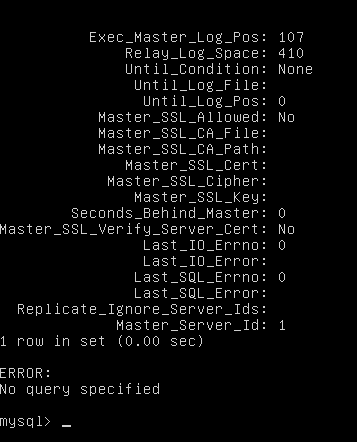 Exec_Master_Log_Pos: 107
Relay_Log_Space: 410
Until_Condition: None
Until_Log_File:
Until_Log_Pos: 0
Master_SSL_Allowed: No
Master_SSL_CA_File:
Master_SSL_CA_Path:
Master_SSL_Cert:
Master_SSL_Cipher:
Master_SSL_Key:
Seconds_Behind_Master: 0
Master_SSL_Verify_Server_Cert: No
Last_IO_Errno: 0
Last_IO_Error:
Last_SQL_Errno: 0
Last_SQL_Error:
Replicate_Ignore_Server_Ids:
Master_Server_Id: 1
1 row in set (0.00 sec)
ERROR:
No query specified
mysql> _